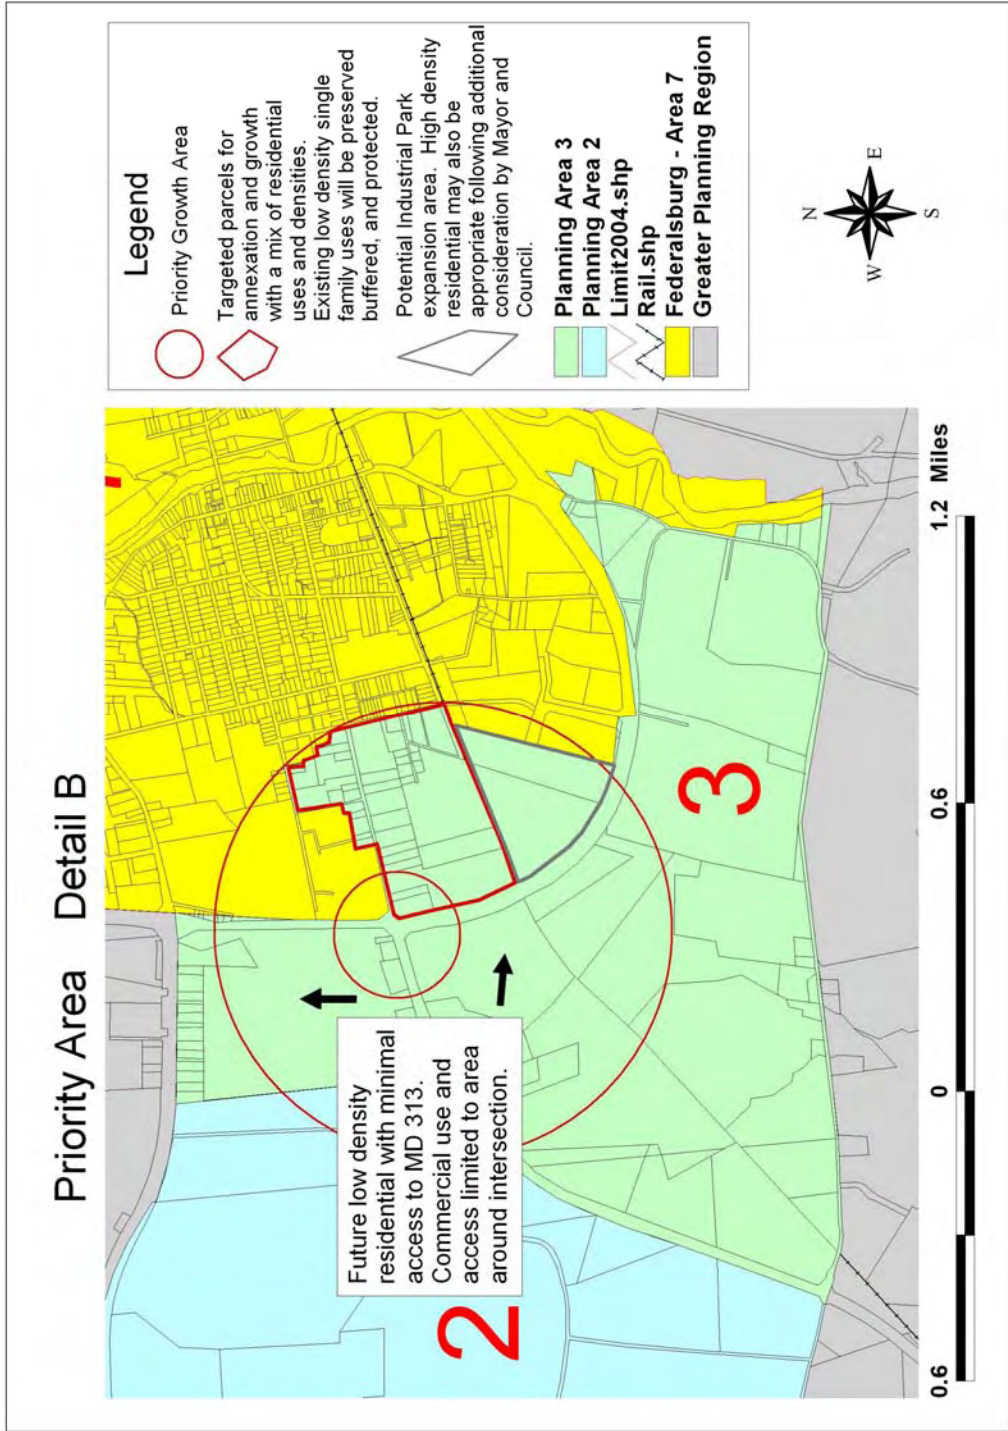 Priority Area Detail B
Legend
Priority Growth Area
Targeted parcels for
annexation and growth
with a mix of residential
uses and densities.
Existing low density single
family uses will be preserved
buffered, and protected.
Potential Industrial Park
expansion area. High density
residential may also be
appropriate following additional
consideration by Mayor and
Council.
Planning Area 3
Planning Area 2
Limit2004.shp
Rail.shp
Federalsburg - Area 7
Greater Planning Region
N
W
E
S
Future low density
residential with minimal
access to MD 313.
Commercial use and
access limited to area
around intersection.
2
3
0.6
0
0.6
1.2 Miles